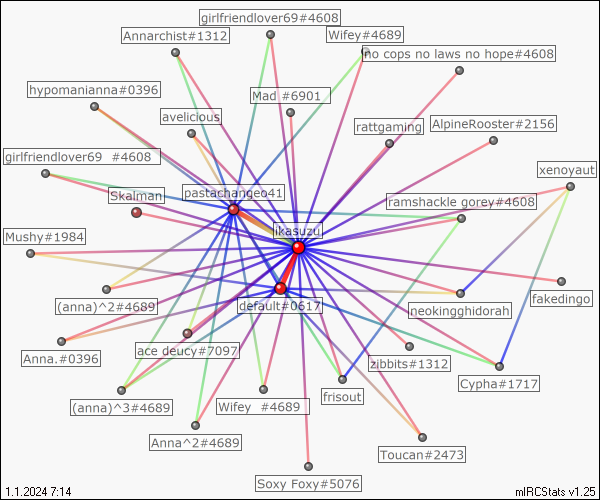 girlfriendlover69#4608
Annarchist#1312
Wifey#4689
no cops no laws no hope#4608
hypomanianna#0396
Mad #6901
avelicious
rattgaming
AlpineRooster#2156
girlfriendlover69 #4608
xenoyaut
pastachangeo41
Skalman
ramshackle gorey#4608
ikasuzu
Mushy#1984
(anna)^2#4689
default#0617
neokingghidorah
fakedingo
Anna.#0396
ace deucy#7097
zibbits#1312
Cypha#1717
(anna)^3#4689
Wifey #4689
frisout
Anna^2#4689
Toucan#2473
Soxy Foxy#5076
1.1.2024 7:14
mIRCStats v1.25